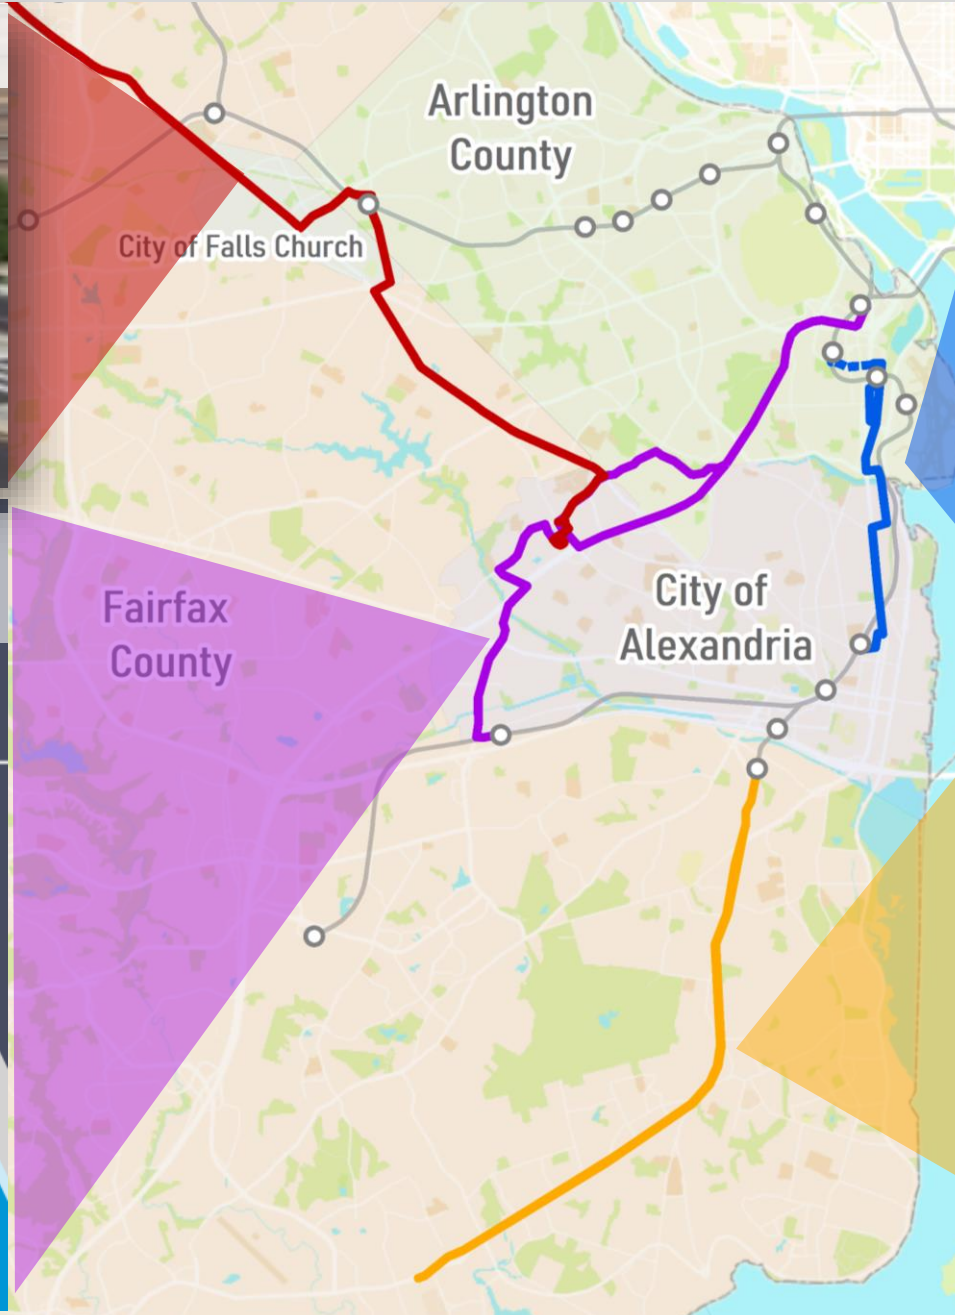 Arlington
County
City of Falls Church
Fairfax
County
City of
Alexandria